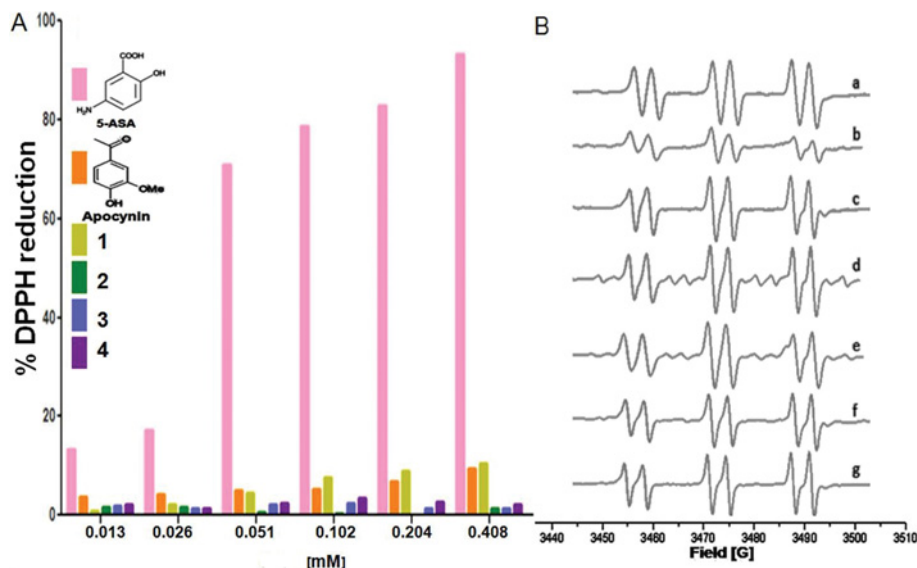 A
% DPPH reduction
100
80
60
40
20
0
COOH
OH
H₂N
5-ASA
O
OMe
OH
Apocynin
1
2
3
4
0.013 0.026 0.051 0.102 0.204 0.408
[mM]
B
a
b
c
d
e
f
g
3440 3450 3460 3470 3480 3490 3500 3510
Field [G]